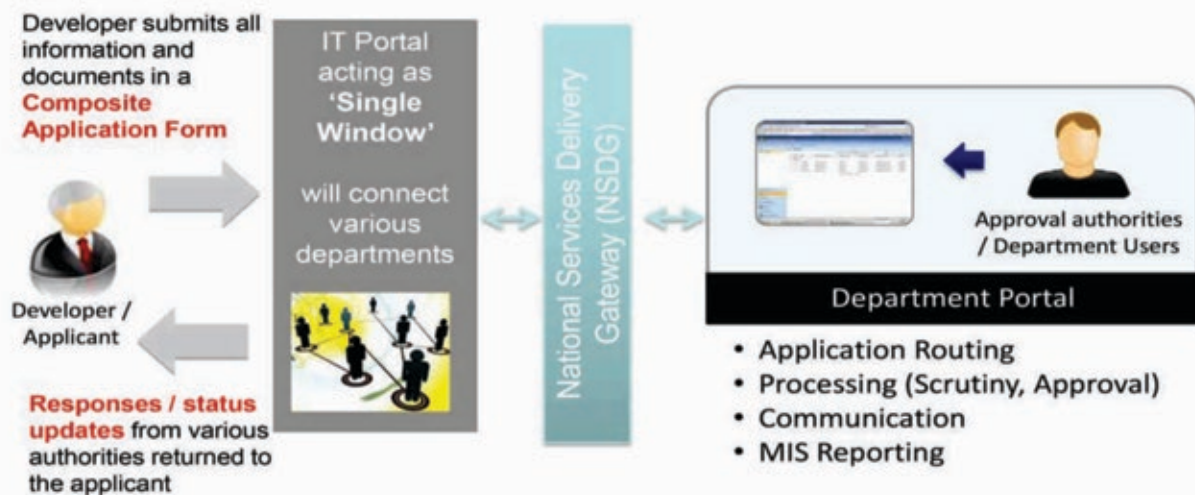 Developer submits all
information and
documents in a
Composite
Application Form
Developer /
Applicant
Responses / status
updates from various
authorities returned to
the applicant
IT Portal
acting as
'Single
Window'
will connect
various
departments
National Services Delivery
Gateway (NSDG)
Approval authorities
/ Department Users
Department Portal
• Application Routing
• Processing (Scrutiny, Approval)
• Communication
• MIS Reporting